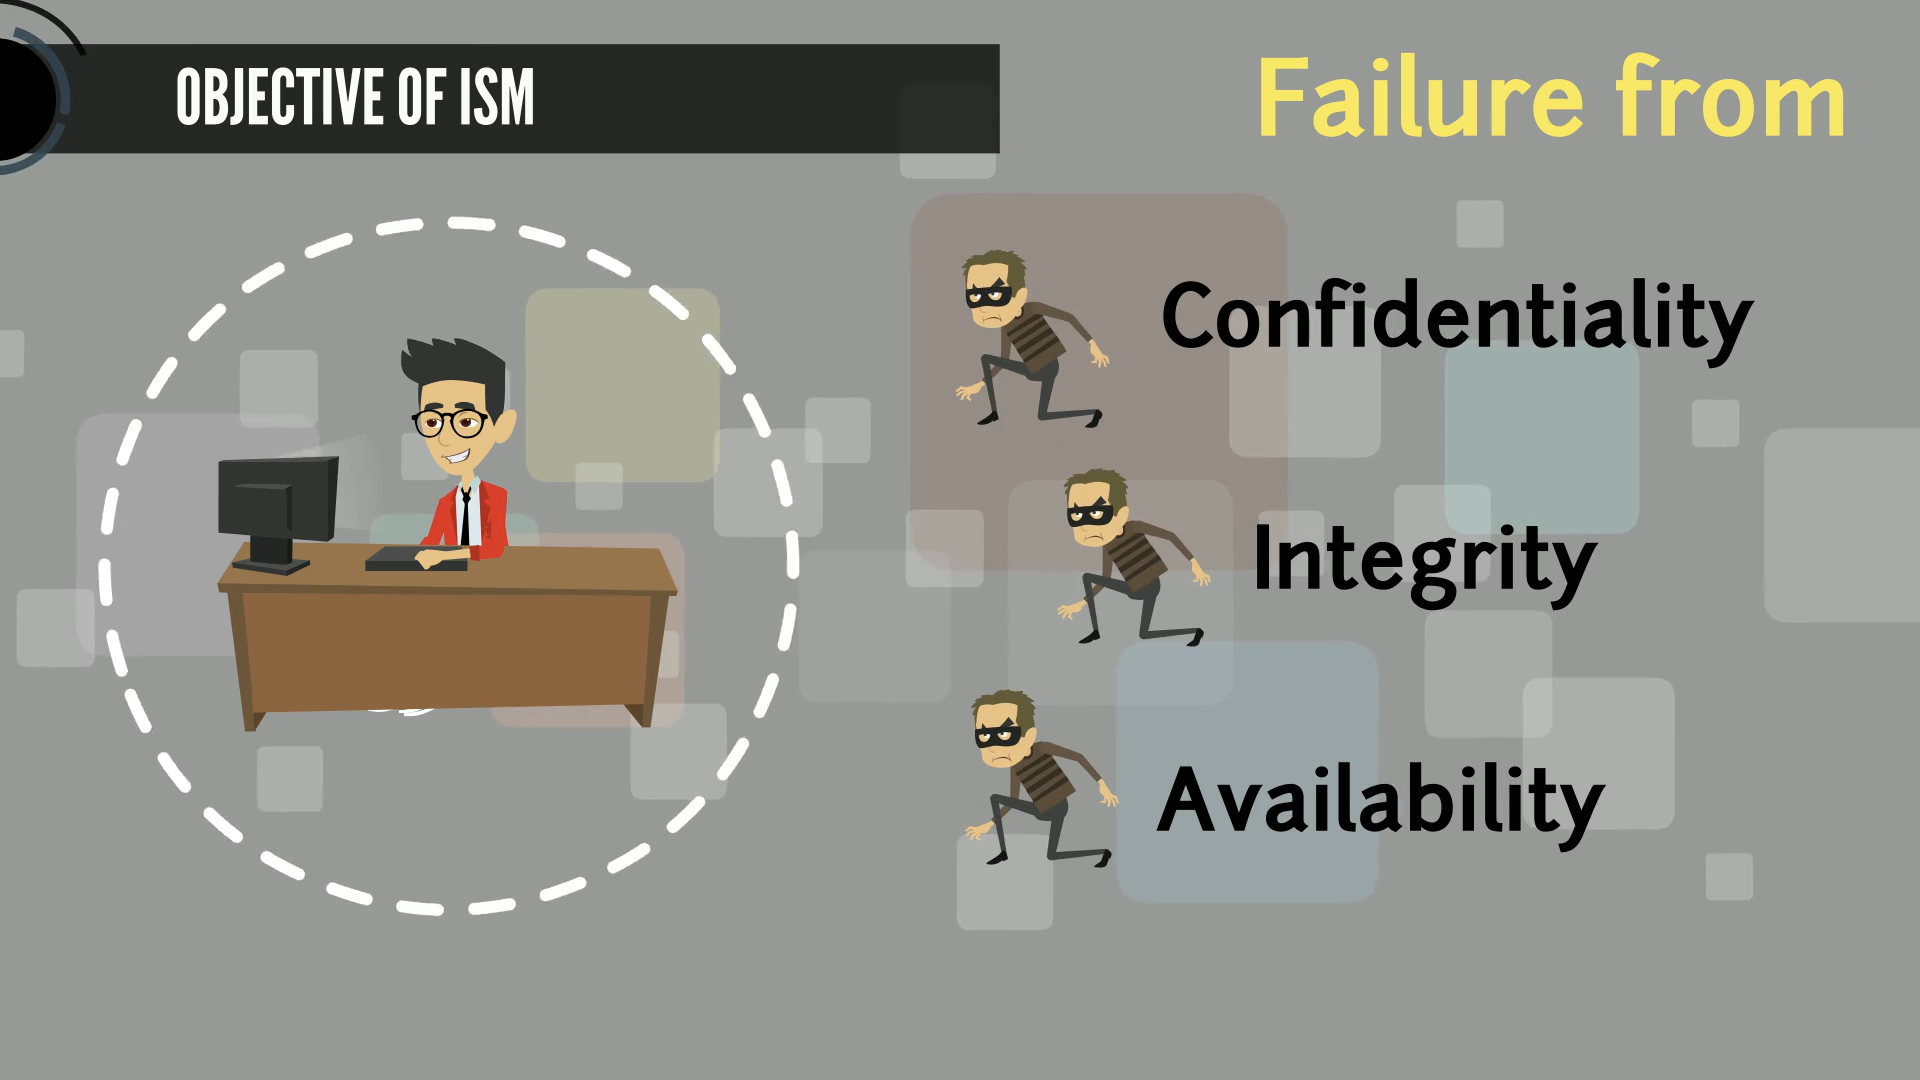 OBJECTIVE OF ISM
Failure from
Confidentiality
Integrity
Availability